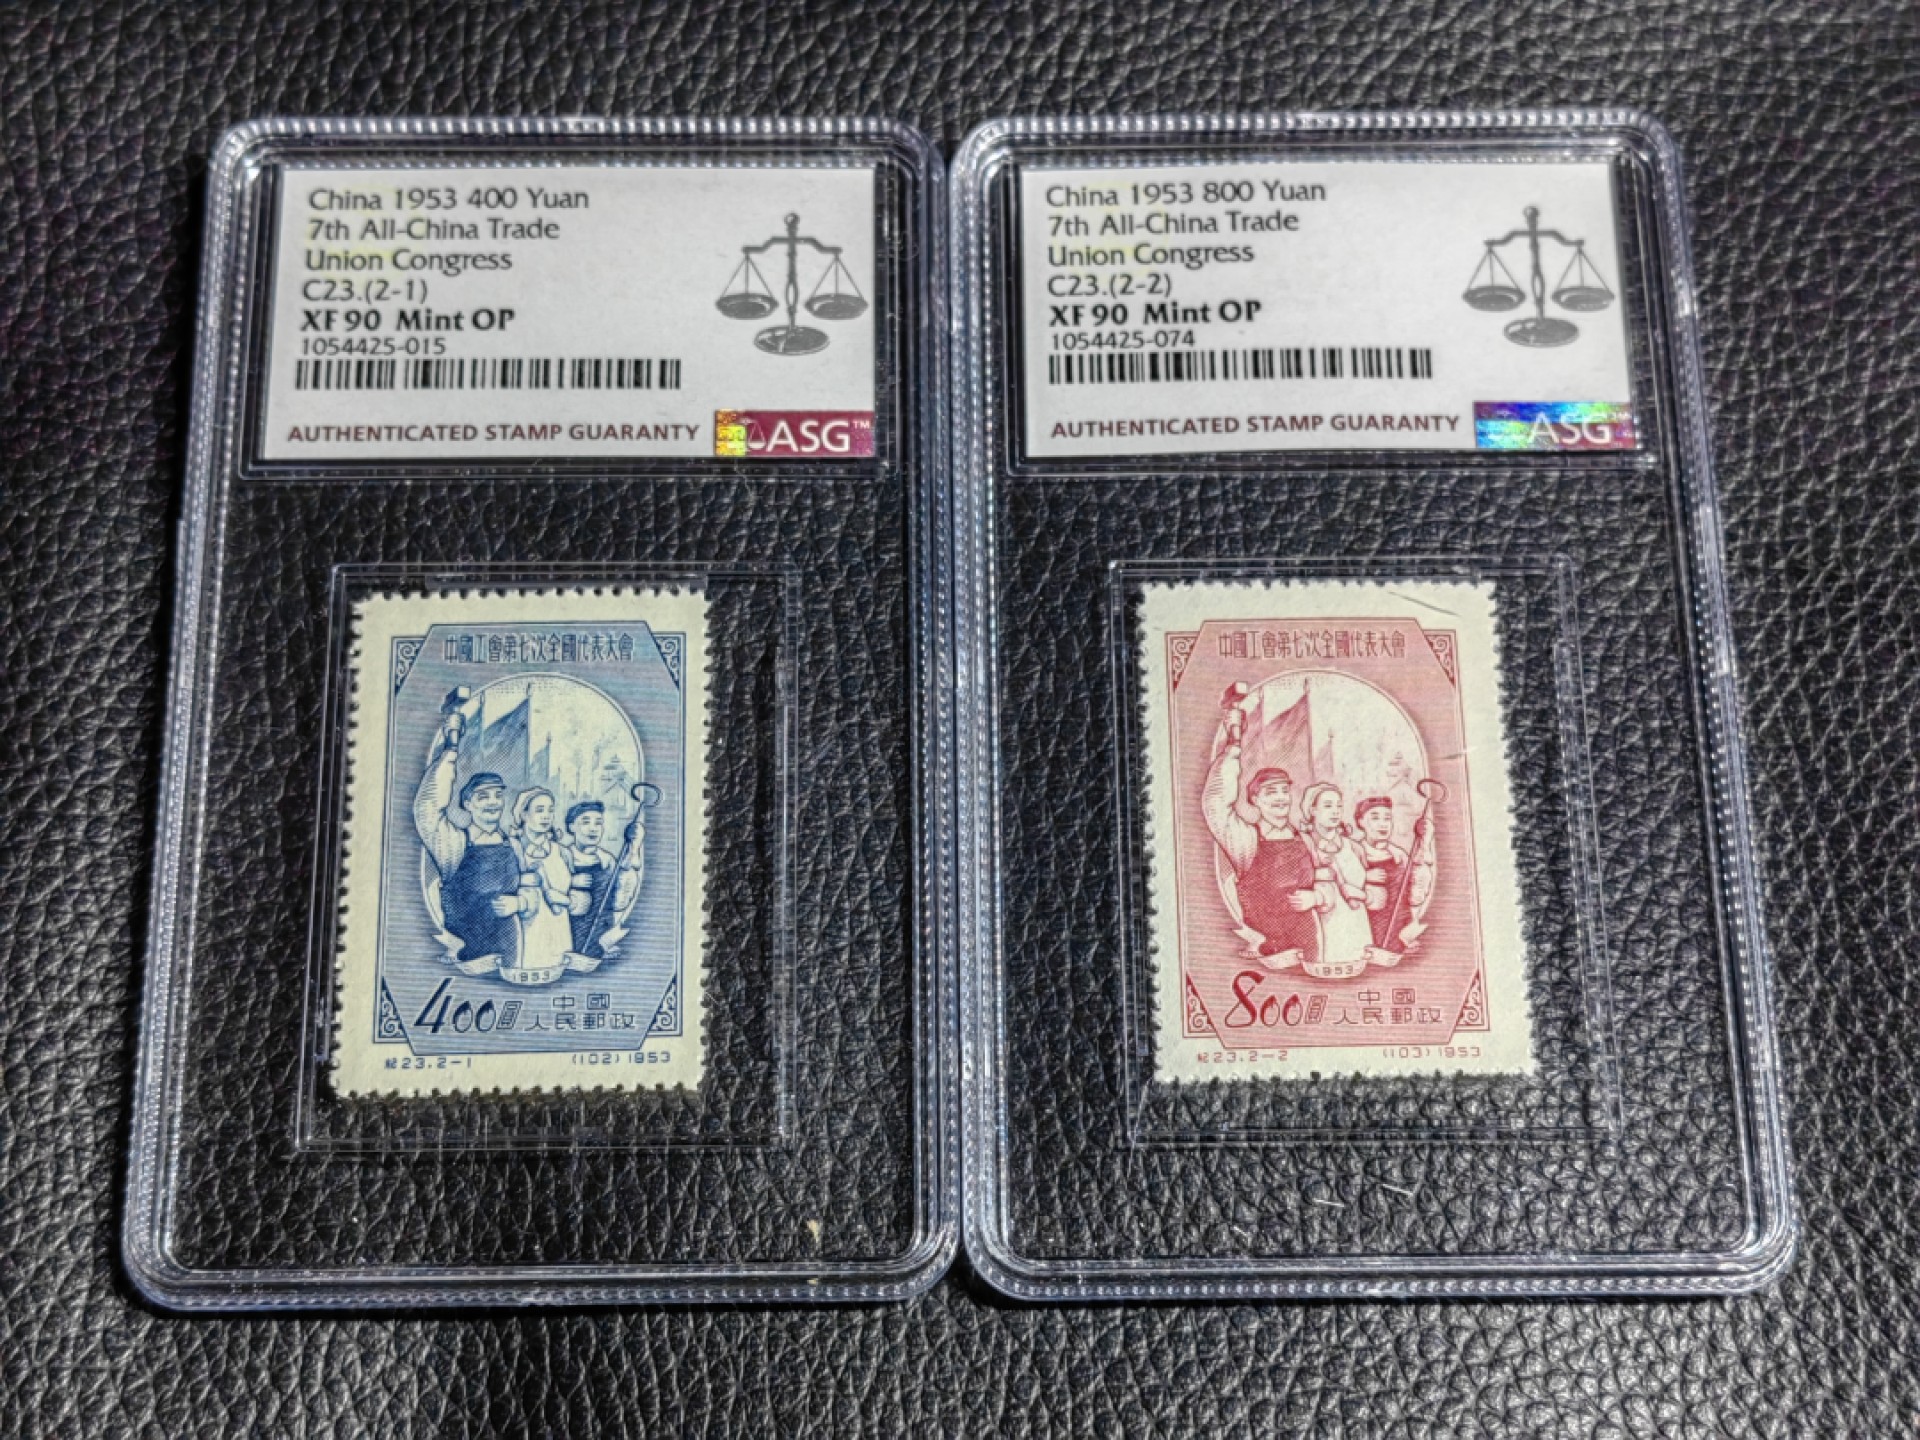 China 1953 400 Yuan
7th All-China Trade
Union Congress
C23.(2-1)
XF 90 Mint OP
1054425-015
AUTHENTICATED STAMP GUARANTY
ASG™
中國工會第七次全國代表大會
1953
400圓
中國
人民郵政
紀23.2-1
(102)1953
China 1953 800 Yuan
7th All-China Trade
Union Congress
C23.(2-2)
XF 90 Mint OP
1054425-074
AUTHENTICATED STAMP GUARANTY
ASG™
中國工會第七次全國代表大會
1953
800圓
中國
人民郵政
紀23.2-2
(103)1953